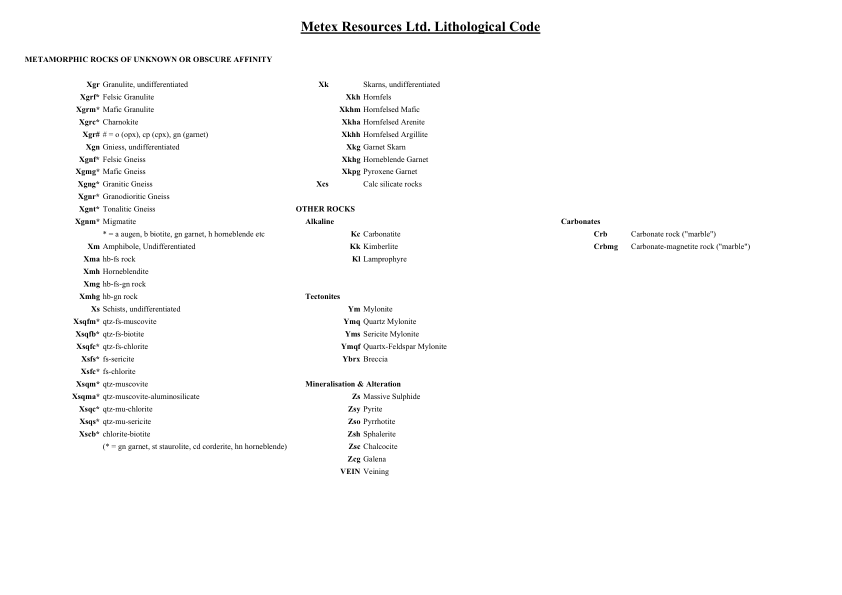 Metex Resources Ltd. Lithological Code
METAMORPHIC ROCKS OF UNKNOWN OR OBSCURE AFFINITY
Xgr Granulite, undifferentiated
Xgrf* Felsic Granulite
Xgrm* Mafic Granulite
Xgrc* Charnokite
Xgr# # = o (opx), cp (cpx), gn (garnet)
Xgn Gniess, undifferentiated
Xgnf* Felsic Gneiss
Xgmg* Mafic Gneiss
Xgng* Granitic Gneiss
Xgnr* Granodioritic Gneiss
Xgnt* Tonalitic Gneiss
Xgnm* Migmatite
* = a augen, b biotite, gn garnet, h horneblende etc
Xm Amphibole, Undifferentiated
Xma hb-fs rock
Xmh Horneblendite
Xmg hb-fs-gn rock
Xmhg hb-gn rock
Xs Schists, undifferentiated
Xsqfm* qtz-fs-muscovite
Xsqfb* qtz-fs-biotite
Xsqfc* qtz-fs-chlorite
Xsfs* fs-sericite
Xsfc* fs-chlorite
Xsqm* qtz-muscovite
Xsqma* qtz-muscovite-aluminosilicate
Xsqc* qtz-mu-chlorite
Xsqs* qtz-mu-sericite
Xscb* chlorite-biotite
(* = gn garnet, st staurolite, cd corderite, hn horneblende)
Xk Skarns, undifferentiated
Xkh Hornfels
Xkhm Hornfelsed Mafic
Xkha Hornfelsed Arenite
Xkhh Hornfelsed Argillite
Xkg Garnet Skarn
Xkhg Horneblende Garnet
Xkpg Pyroxene Garnet
Xcs Calc silicate rocks
OTHER ROCKS
Alkaline
Kc Carbonatite
Kk Kimberlite
Kl Lamprophyre
Tectonites
Ym Mylonite
Ymq Quartz Mylonite
Yms Sericite Mylonite
Ymqf Quartx-Feldspar Mylonite
Ybrx Breccia
Mineralisation & Alteration
Zs Massive Sulphide
Zsy Pyrite
Zso Pyrrhotite
Zsh Sphalerite
Zsc Chalcocite
Zcg Galena
VEIN Veining
Carbonates
Crb Carbonate rock ("marble")
Crbmg Carbonate-magnetite rock ("marble")